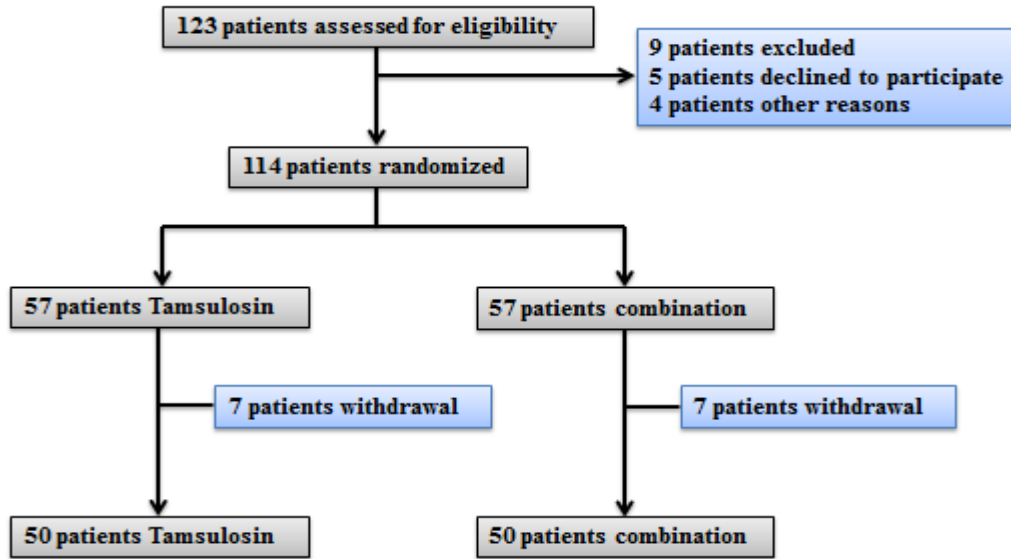 123 patients assessed for eligibility
9 patients excluded
5 patients declined to participate
4 patients other reasons
114 patients randomized
57 patients Tamsulosin
57 patients combination
7 patients withdrawal
7 patients withdrawal
50 patients Tamsulosin
50 patients combination